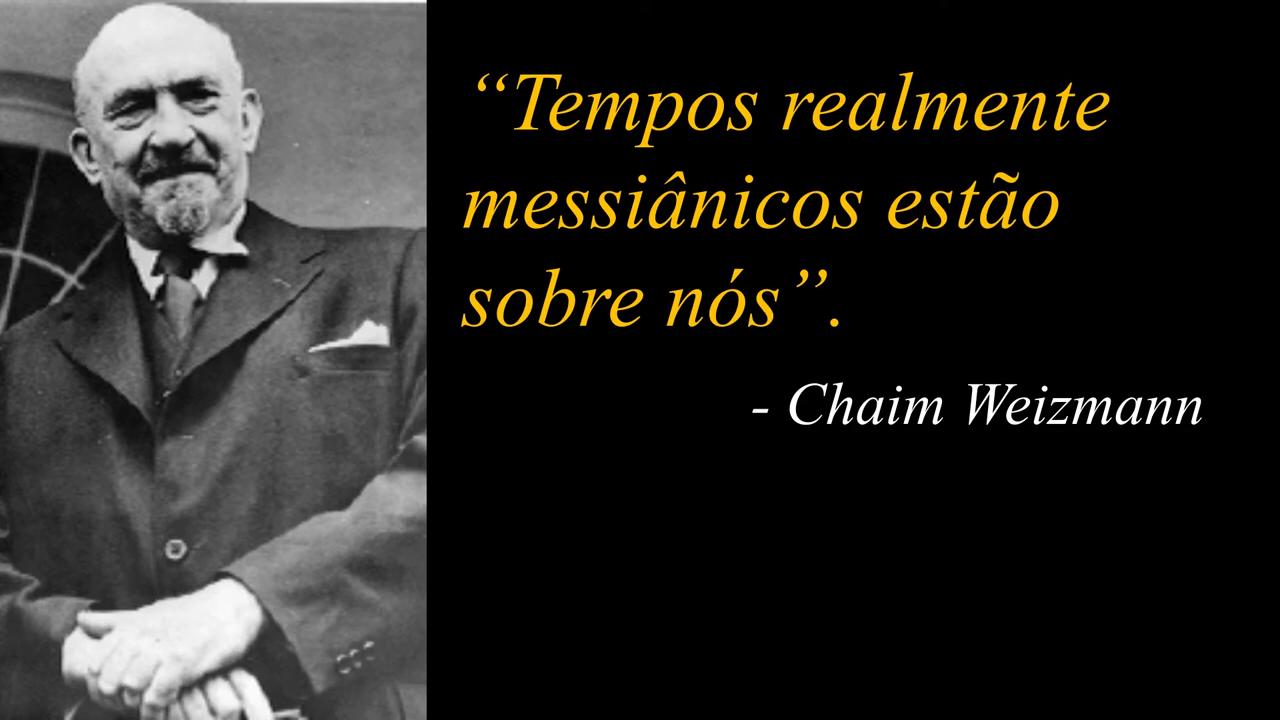 “Tempos realmente
messiânicos estão
sobre nós”.
- Chaim Weizmann